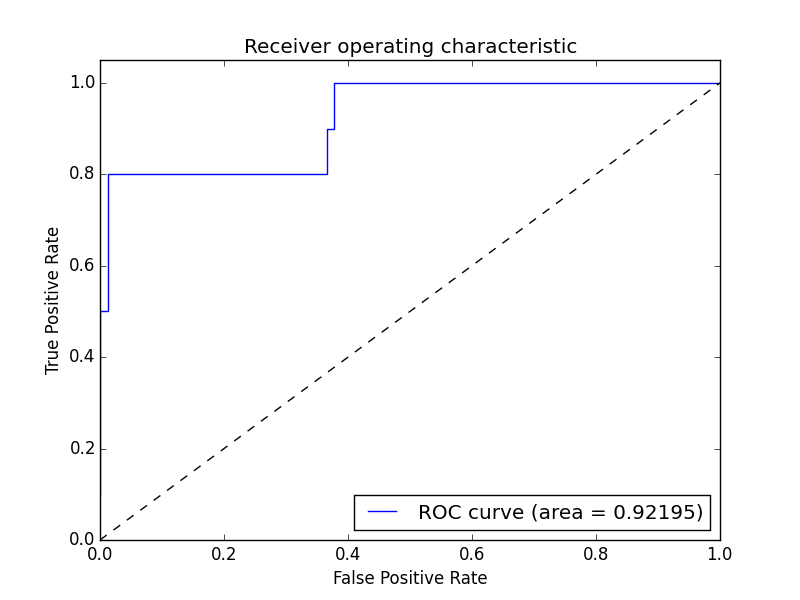 Receiver operating characteristic
1.0
0.8
0.6
0.4
0.2
0.0
True Positive Rate
ROC curve (area = 0.92195)
0.0 0.2 0.4 0.6 0.8 1.0
False Positive Rate